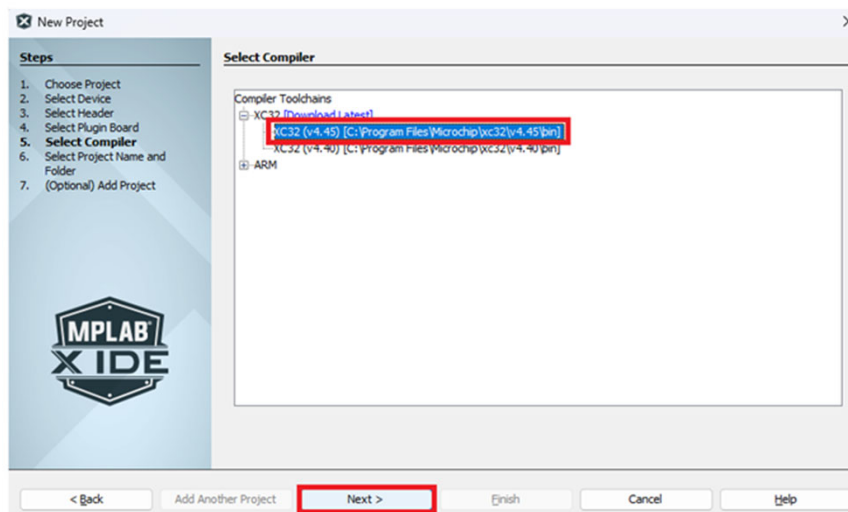 New Project
Steps
1. Choose Project
2. Select Device
3. Select Header
4. Select Plugin Board
5. Select Compiler
6. Select Project Name and
Folder
7. (Optional) Add Project
MPLAB
X IDE
Select Compiler
Compiler Toolchains
XC32 [Download Latest]
XC32 (v4.45) [C:\Program Files\Microchip\xc32\v4.45\bin]
XC32 (v4.40) [C:\Program Files\Microchip\xc32\v4.40\bin]
ARM
< Back Add Another Project Next > Finish Cancel Help